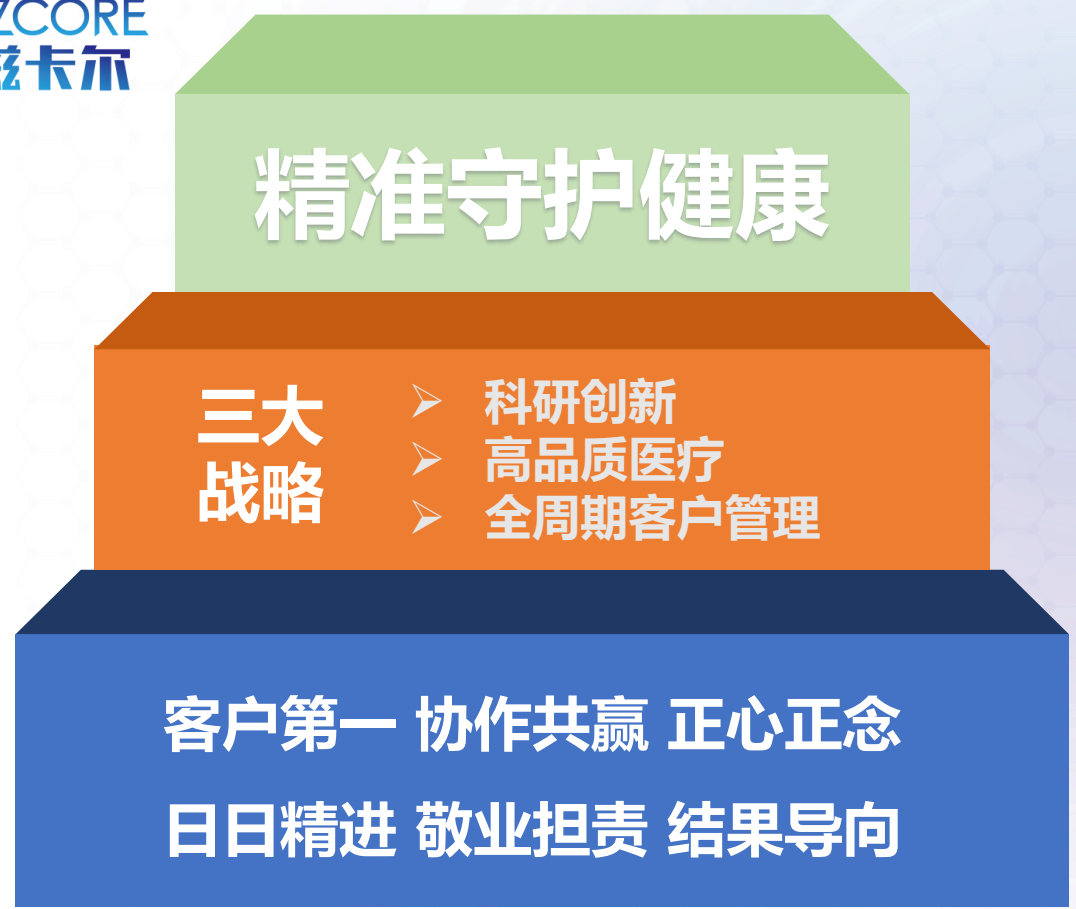 ZCORE
兹卡尔
精准守护健康
三大
战略
➢ 科研创新
➢ 高品质医疗
➢ 全周期客户管理
客户第一 协作共赢 正心正念
日日精进 敬业担责 结果导向